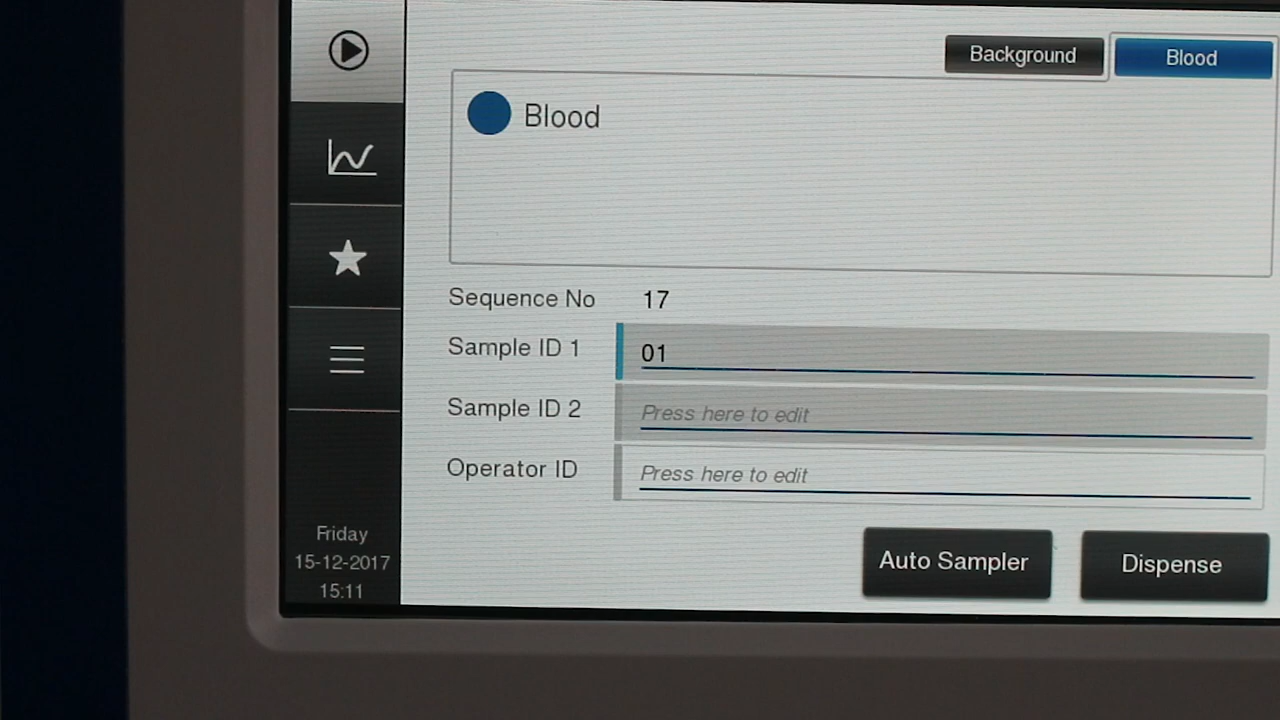 Background
Blood
Blood
Sequence No 17
Sample ID 1 01
Sample ID 2 Press here to edit
Operator ID Press here to edit
Auto Sampler
Dispense
Friday
15-12-2017
15:11